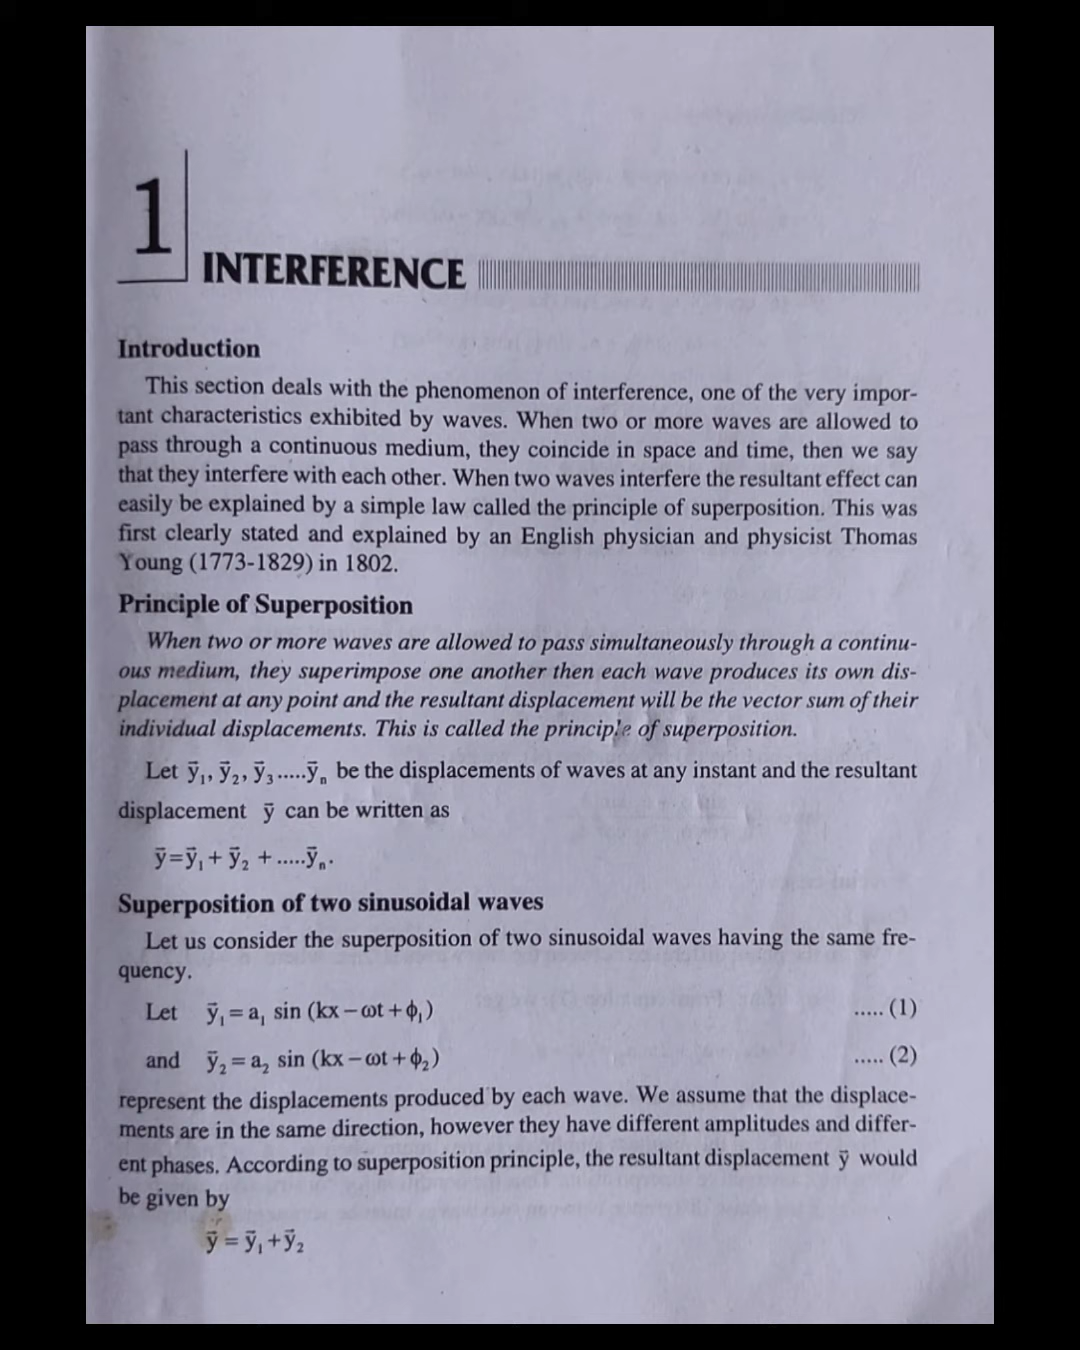 1
INTERFERENCE
Introduction
This section deals with the phenomenon of interference, one of the very impor-
tant characteristics exhibited by waves. When two or more waves are allowed to
pass through a continuous medium, they coincide in space and time, then we say
that they interfere with each other. When two waves interfere the resultant effect can
easily be explained by a simple law called the principle of superposition. This was
first clearly stated and explained by an English physician and physicist Thomas
Young (1773-1829) in 1802.
Principle of Superposition
When two or more waves are allowed to pass simultaneously through a continu-
ous medium, they superimpose one another then each wave produces its own dis-
placement at any point and the resultant displacement will be the vector sum of their
individual displacements. This is called the principle of superposition.
Let y⃗₁, y⃗₂, y⃗₃.....y⃗ₙ be the displacements of waves at any instant and the resultant
displacement y⃗ can be written as
y⃗=y⃗₁+ y⃗₂ + .....y⃗ₙ.
Superposition of two sinusoidal waves
Let us consider the superposition of two sinusoidal waves having the same fre-
quency.
Let y⃗₁ = a₁ sin (kx – ωt + ϕ₁) ..... (1)
and y⃗₂ = a₂ sin (kx – ωt + ϕ₂) ..... (2)
represent the displacements produced by each wave. We assume that the displace-
ments are in the same direction, however they have different amplitudes and differ-
ent phases. According to superposition principle, the resultant displacement y⃗ would
be given by
y⃗ = y⃗₁ +y⃗₂